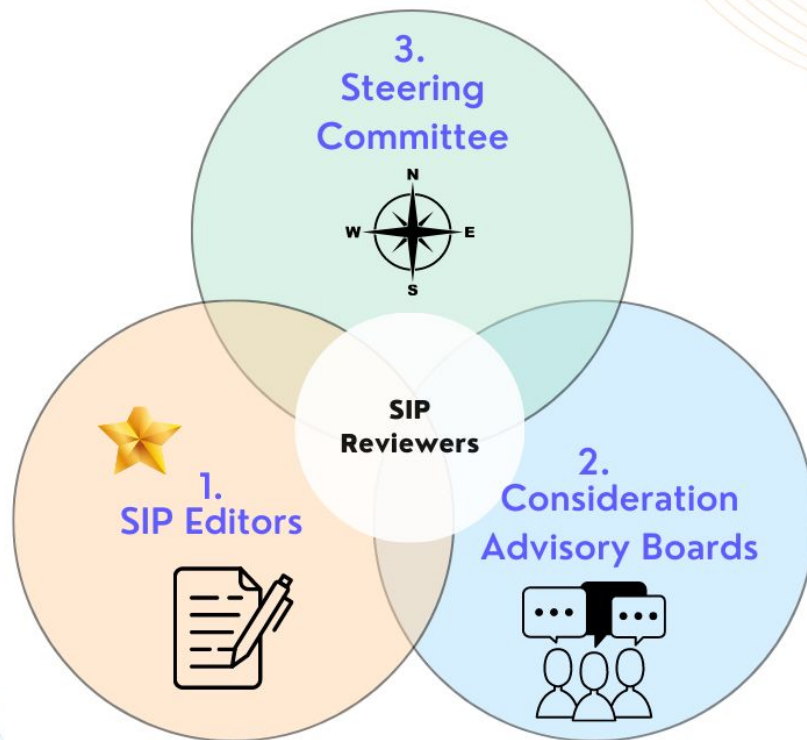 3.
Steering
Committee
N
W
E
S
SIP
Reviewers
1.
SIP Editors
2.
Consideration
Advisory Boards